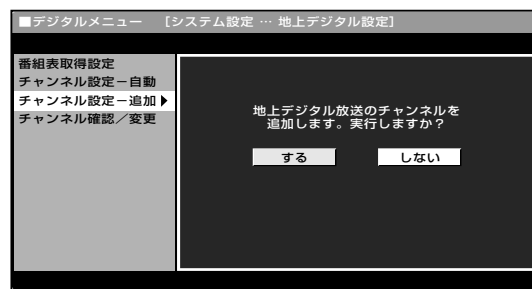 ■デジタルメニュー [システム設定 … 地上デジタル設定]
番組表取得設定
チャンネル設定－自動
チャンネル設定－追加▶
チャンネル確認／変更
地上デジタル放送のチャンネルを
追加します。実行しますか？
する しない